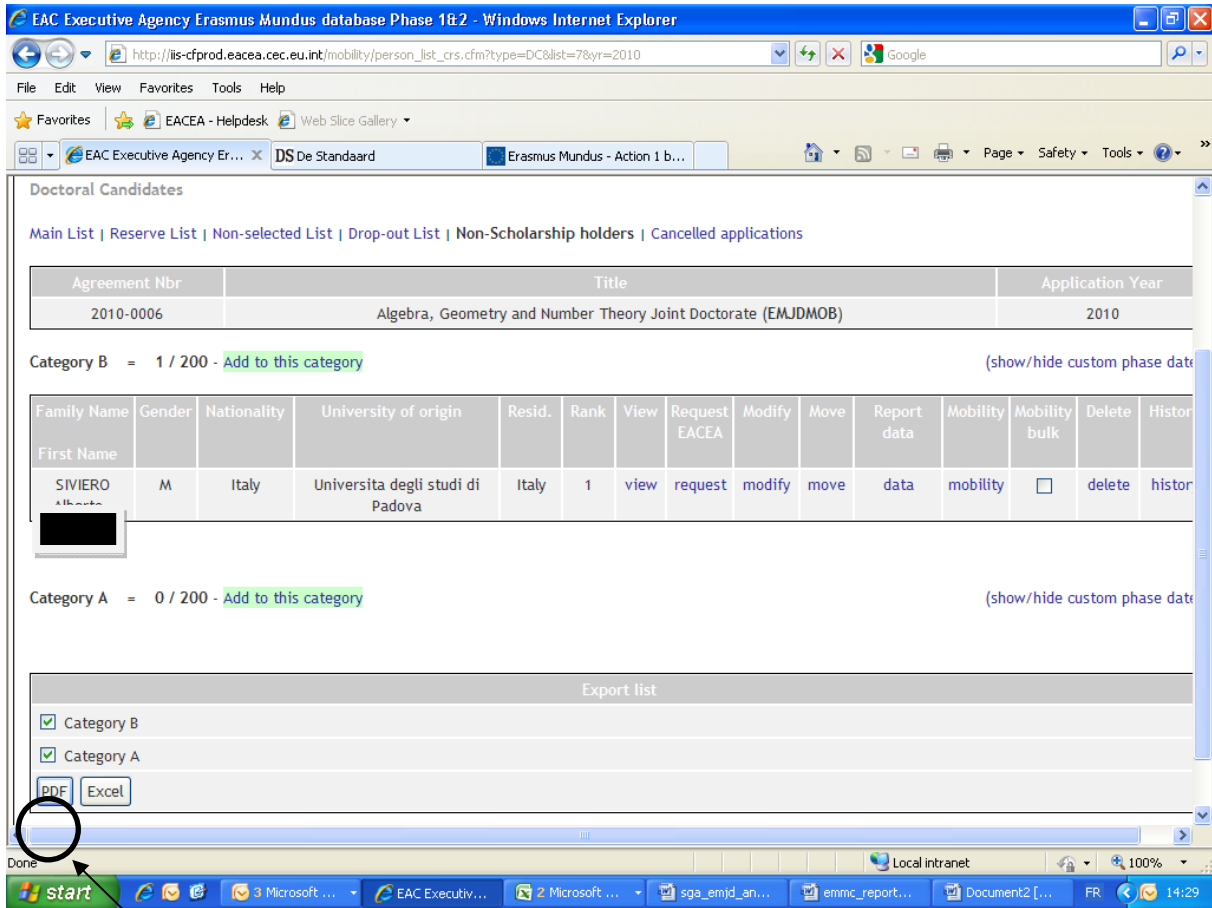 EAC Executive Agency Erasmus Mundus database Phase 1&2 - Windows Internet Explorer
http://iis-cfprod.eacea.cec.eu.int/mobility/person_list_crs.cfm?type=DC&list=7&yr=2010
Google
File Edit View Favorites Tools Help
Favorites EACEA - Helpdesk Web Slice Gallery
EAC Executive Agency Er... X DS De Standaard Erasmus Mundus - Action 1 b... Page Safety Tools »
Doctoral Candidates
Main List | Reserve List | Non-selected List | Drop-out List | Non-Scholarship holders | Cancelled applications
Agreement Nbr Title Application Year
2010-0006 Algebra, Geometry and Number Theory Joint Doctorate (EMJDMOB) 2010
Category B = 1 / 200 - Add to this category (show/hide custom phase date
Family Name Gender Nationality University of origin Resid. Rank View Request Modify Move Report Mobility Mobility Delete Histor
EACEA data bulk
First Name
SIVIERO M Italy Universita degli studi di Italy 1 view request modify move data mobility delete histor
Padova
Category A = 0 / 200 - Add to this category (show/hide custom phase date
Export list
Category B
Category A
PDF Excel
Done Local intranet 100%
start 3 Microsoft ... EAC Executiv... 2 Microsoft ... sga_emjd_an... emmc_report... Document2 [... FR 14:29